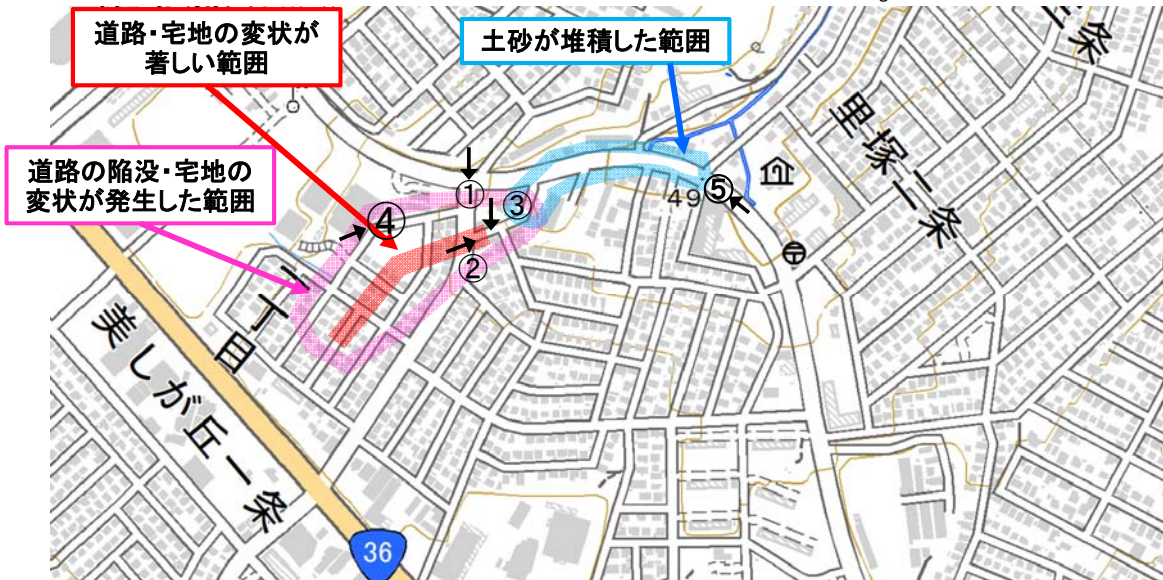 道路・宅地の変状が
著しい範囲
土砂が堆積した範囲
道路の陥没・宅地の
変状が発生した範囲
①
②
③
④
⑤
49
里塚二条
一丁目
美しが丘一条
36